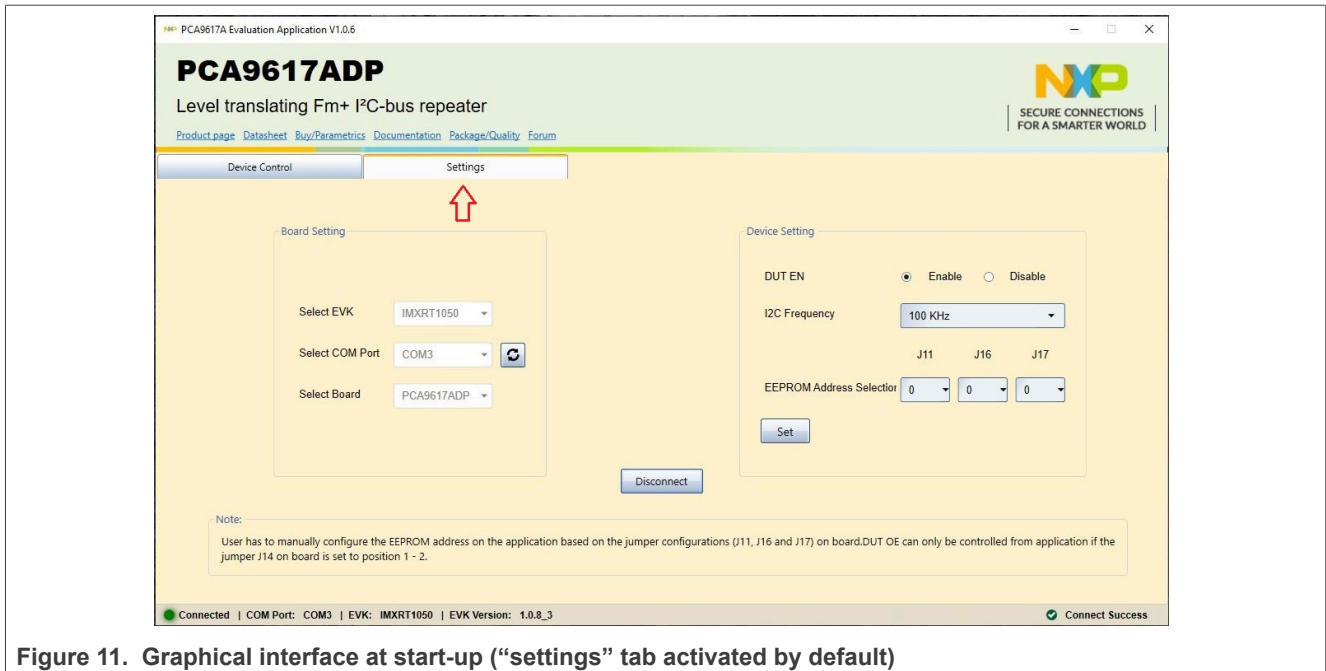 PCA9617A Evaluation Application V1.0.6
PCA9617ADP
Level translating Fm+ I²C-bus repeater
Product page Datasheet Buy/Parametrics Documentation Package/Quality Forum
NXP
SECURE CONNECTIONS
FOR A SMARTER WORLD
Device Control Settings
Board Setting
Select EVK IMXRT1050
Select COM Port COM3
Select Board PCA9617ADP
Device Setting
DUT EN Enable Disable
I2C Frequency 100 KHz
J11 J16 J17
EEPROM Address Selection 0 0 0
Set
Disconnect
Note:
User has to manually configure the EEPROM address on the application based on the jumper configurations (J11, J16 and J17) on board.DUT OE can only be controlled from application if the
jumper J14 on board is set to position 1 - 2.
Connected | COM Port: COM3 | EVK: IMXRT1050 | EVK Version: 1.0.8_3 Connect Success
Figure 11. Graphical interface at start-up (“settings” tab activated by default)